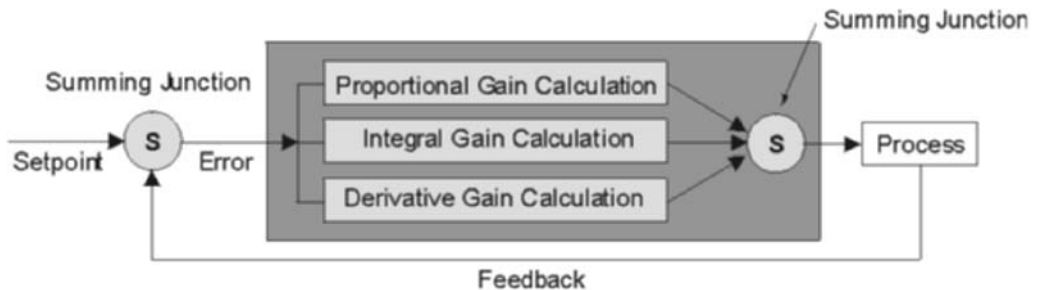 Summing Junction
Summing Junction
Proportional Gain Calculation
S
Integral Gain Calculation
S
Process
Setpoint
Error
Derivative Gain Calculation
Feedback